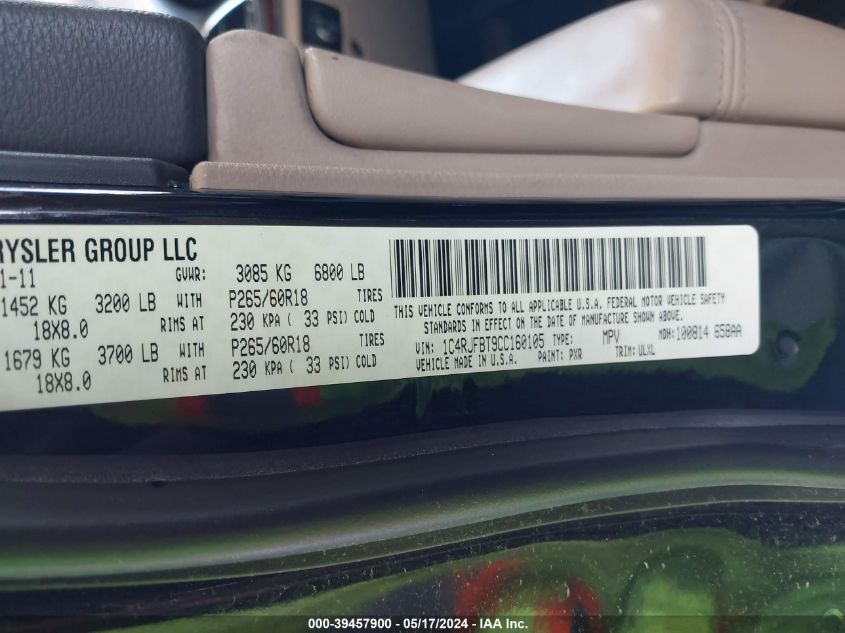 RYSLER GROUP LLC
1-11 GVWR: 3085 KG 6800 LB
1452 KG 3200 LB WITH P265/60R18 TIRES
18X8.0 RIMS AT 230 KPA ( 33 PSI) COLD
1679 KG 3700 LB WITH P265/60R18 TIRES
18X8.0 RIMS AT 230 KPA ( 33 PSI) COLD
THIS VEHICLE CONFORMS TO ALL APPLICABLE U.S.A. FEDERAL MOTOR VEHICLE SAFETY
STANDARDS IN EFFECT ON THE DATE OF MANUFACTURE SHOWN ABOVE.
VIN: 1C4RJFBT9CC160105 TYPE: MPV MDH: 100814 658AA
VEHICLE MADE IN U.S.A. PAINT: PXR TRIM: ULXL
000-39457900 - 05/17/2024 - IAA Inc.